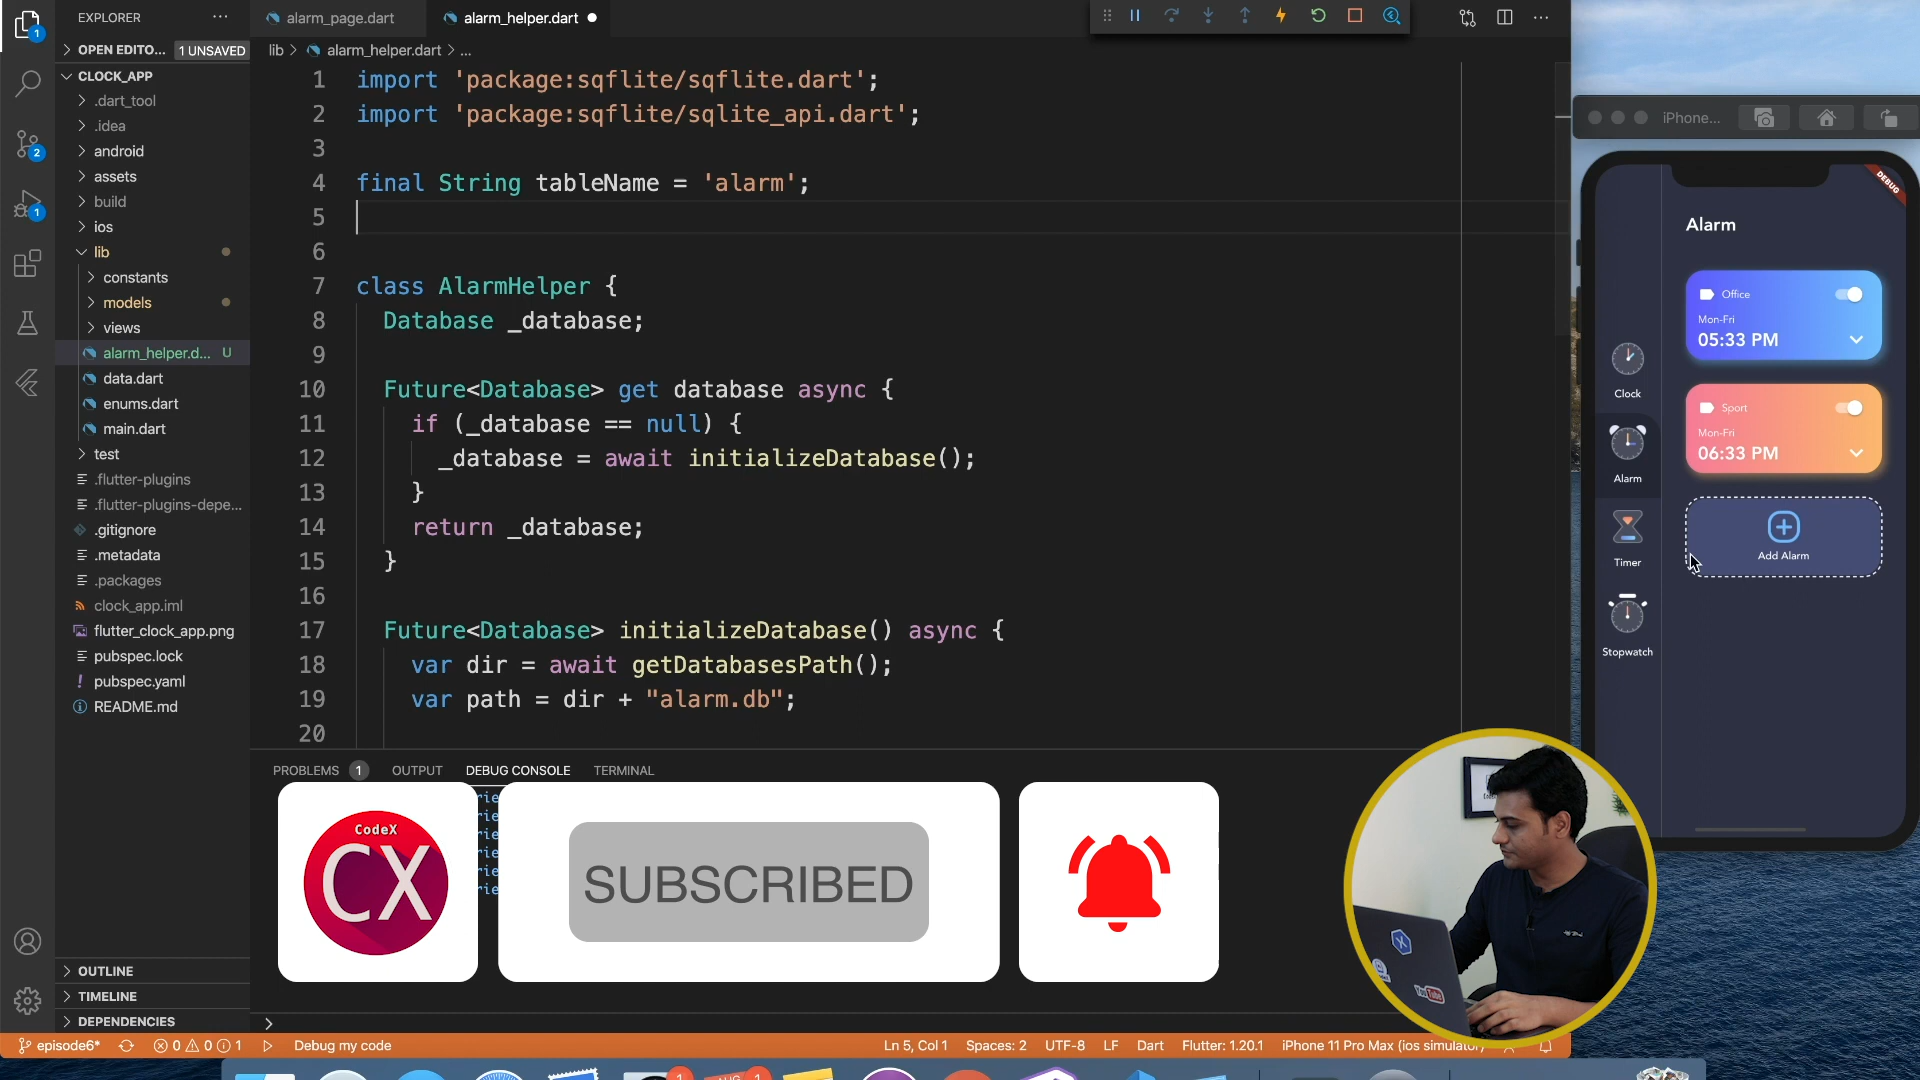 EXPLORER
OPEN EDITO... 1 UNSAVED
CLOCK_APP
.dart_tool
.idea
android
assets
build
ios
lib
constants
models
views
alarm_helper.d... U
data.dart
enums.dart
main.dart
test
.flutter-plugins
.flutter-plugins-depe...
.gitignore
.metadata
.packages
clock_app.iml
flutter_clock_app.png
pubspec.lock
pubspec.yaml
README.md
OUTLINE
TIMELINE
DEPENDENCIES
alarm_page.dart alarm_helper.dart
lib > alarm_helper.dart > ...
1 import 'package:sqflite/sqflite.dart';
2 import 'package:sqflite/sqlite_api.dart';
3
4 final String tableName = 'alarm';
5
6
7 class AlarmHelper {
8 Database _database;
9
10 Future<Database> get database async {
11 if (_database == null) {
12 _database = await initializeDatabase();
13 }
14 return _database;
15 }
16
17 Future<Database> initializeDatabase() async {
18 var dir = await getDatabasesPath();
19 var path = dir + "alarm.db";
20
PROBLEMS 1 OUTPUT DEBUG CONSOLE TERMINAL
CodeX
CX
SUBSCRIBED
episode6* 0 0 1 Debug my code Ln 5, Col 1 Spaces: 2 UTF-8 LF Dart Flutter: 1.20.1 iPhone 11 Pro Max (ios simulator)
iPhone...
DEBUG
Alarm
Office
Mon-Fri
05:33 PM
Sport
Mon-Fri
06:33 PM
Add Alarm
Clock
Alarm
Timer
Stopwatch
YouTube